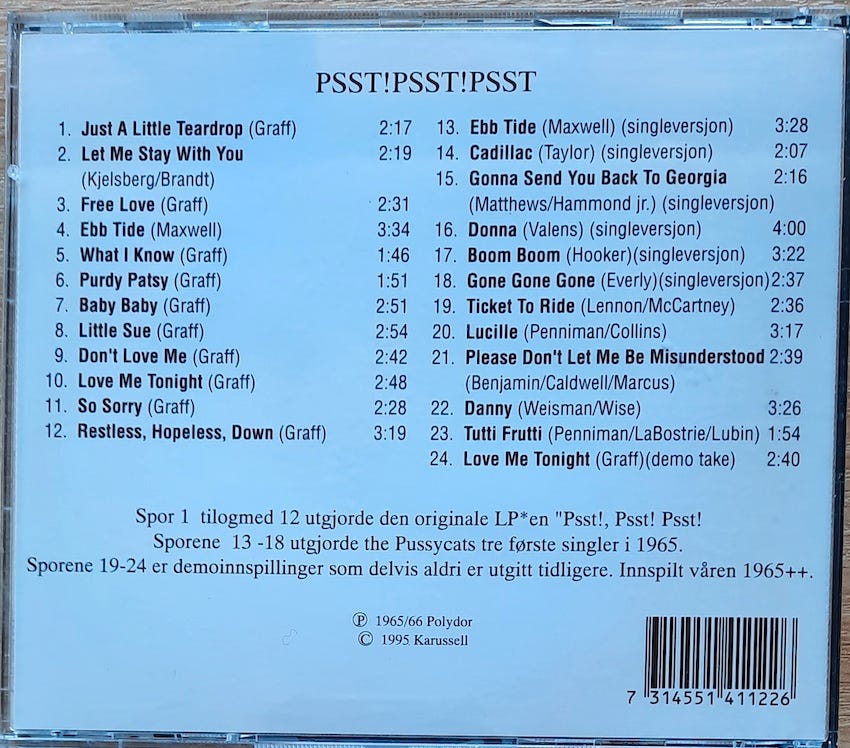 PSST!PSST!PSST
1. Just A Little Teardrop (Graff) 2:17
2. Let Me Stay With You 2:19
(Kjelsberg/Brandt)
3. Free Love (Graff) 2:31
4. Ebb Tide (Maxwell) 3:34
5. What I Know (Graff) 1:46
6. Purdy Patsy (Graff) 1:51
7. Baby Baby (Graff) 2:51
8. Little Sue (Graff) 2:54
9. Don't Love Me (Graff) 2:42
10. Love Me Tonight (Graff) 2:48
11. So Sorry (Graff) 2:28
12. Restless, Hopeless, Down (Graff) 3:19
13. Ebb Tide (Maxwell) (singleversjon) 3:28
14. Cadillac (Taylor) (singleversjon) 2:07
15. Gonna Send You Back To Georgia 2:16
(Matthews/Hammond jr.) (singleversjon)
16. Donna (Valens) (singleversjon) 4:00
17. Boom Boom (Hooker)(singleversjon) 3:22
18. Gone Gone Gone (Everly)(singleversjon) 2:37
19. Ticket To Ride (Lennon/McCartney) 2:36
20. Lucille (Penniman/Collins) 3:17
21. Please Don't Let Me Be Misunderstood 2:39
(Benjamin/Caldwell/Marcus)
22. Danny (Weisman/Wise) 3:26
23. Tutti Frutti (Penniman/LaBostrie/Lubin) 1:54
24. Love Me Tonight (Graff)(demo take) 2:40
Spor 1 tilogmed 12 utgjorde den originale LP*en "Psst!, Psst! Psst!
Sporene 13 -18 utgjorde the Pussycats tre første singler i 1965.
Sporene 19-24 er demoinnspillinger som delvis aldri er utgitt tidligere. Innspilt våren 1965++.
℗ 1965/66 Polydor
© 1995 Karussell
7 314551 411226